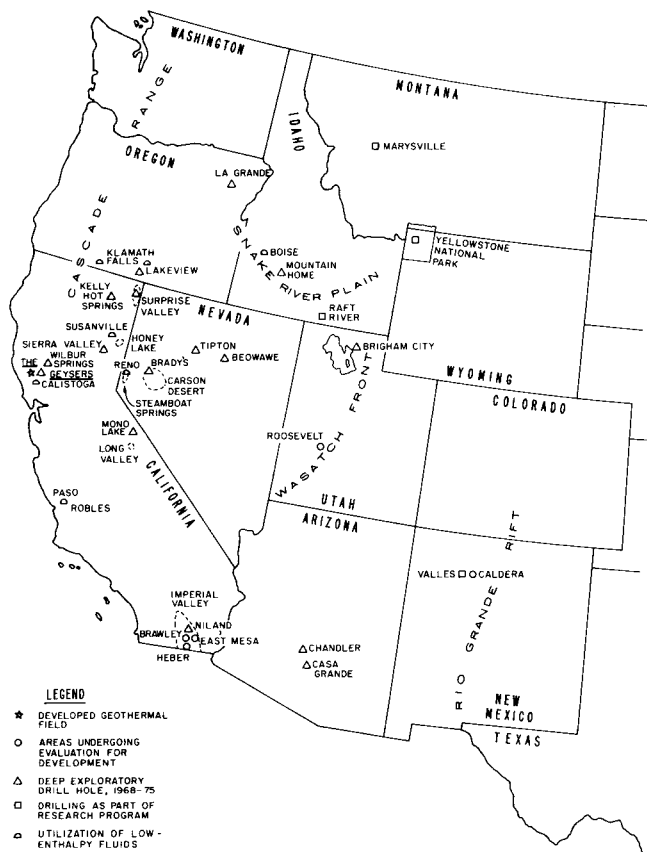 WASHINGTON
MONTANA
IDAHO
CASCADE RANGE
MARYSVILLE
OREGON
LA GRANDE
YELLOWSTONE
NATIONAL
PARK
SNAKE RIVER PLAIN
BOISE
MOUNTAIN
HOME
KLAMATH
FALLS
LAKEVIEW
KELLY
HOT
SPRINGS
SURPRISE
VALLEY
NEVADA
RAFT
RIVER
SUSANVILLE
HONEY
LAKE
TIPTON
BEOWAWE
BRIGHAM CITY
WYOMING
COLORADO
SIERRA VALLEY
WILBUR
SPRINGS
THE
GEYSERS
CALISTOGA
RENO
BRADYS
CARSON
DESERT
STEAMBOAT
SPRINGS
WASATCH FRONT
ROOSEVELT
MONO
LAKE
LONG
VALLEY
CALIFORNIA
UTAH
ARIZONA
PASO
ROBLES
RIO GRANDE RIFT
VALLES
CALDERA
IMPERIAL
VALLEY
NILAND
BRAWLEY
EAST MESA
HEBER
CHANDLER
CASA
GRANDE
NEW
MEXICO
TEXAS
LEGEND
DEVELOPED GEOTHERMAL
FIELD
AREAS UNDERGOING
EVALUATION FOR
DEVELOPMENT
DEEP EXPLORATORY
DRILL HOLE, 1968-75
DRILLING AS PART OF
RESEARCH PROGRAM
UTILIZATION OF LOW-
ENTHALPY FLUIDS